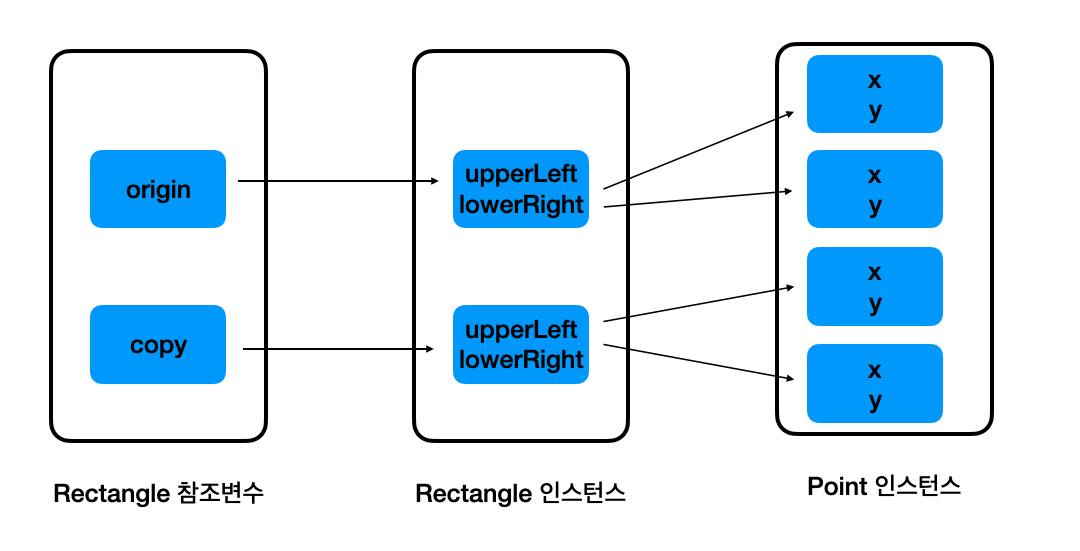 origin
copy
Rectangle 참조변수
upperLeft
lowerRight
upperLeft
lowerRight
Rectangle 인스턴스
x
y
x
y
x
y
x
y
Point 인스턴스